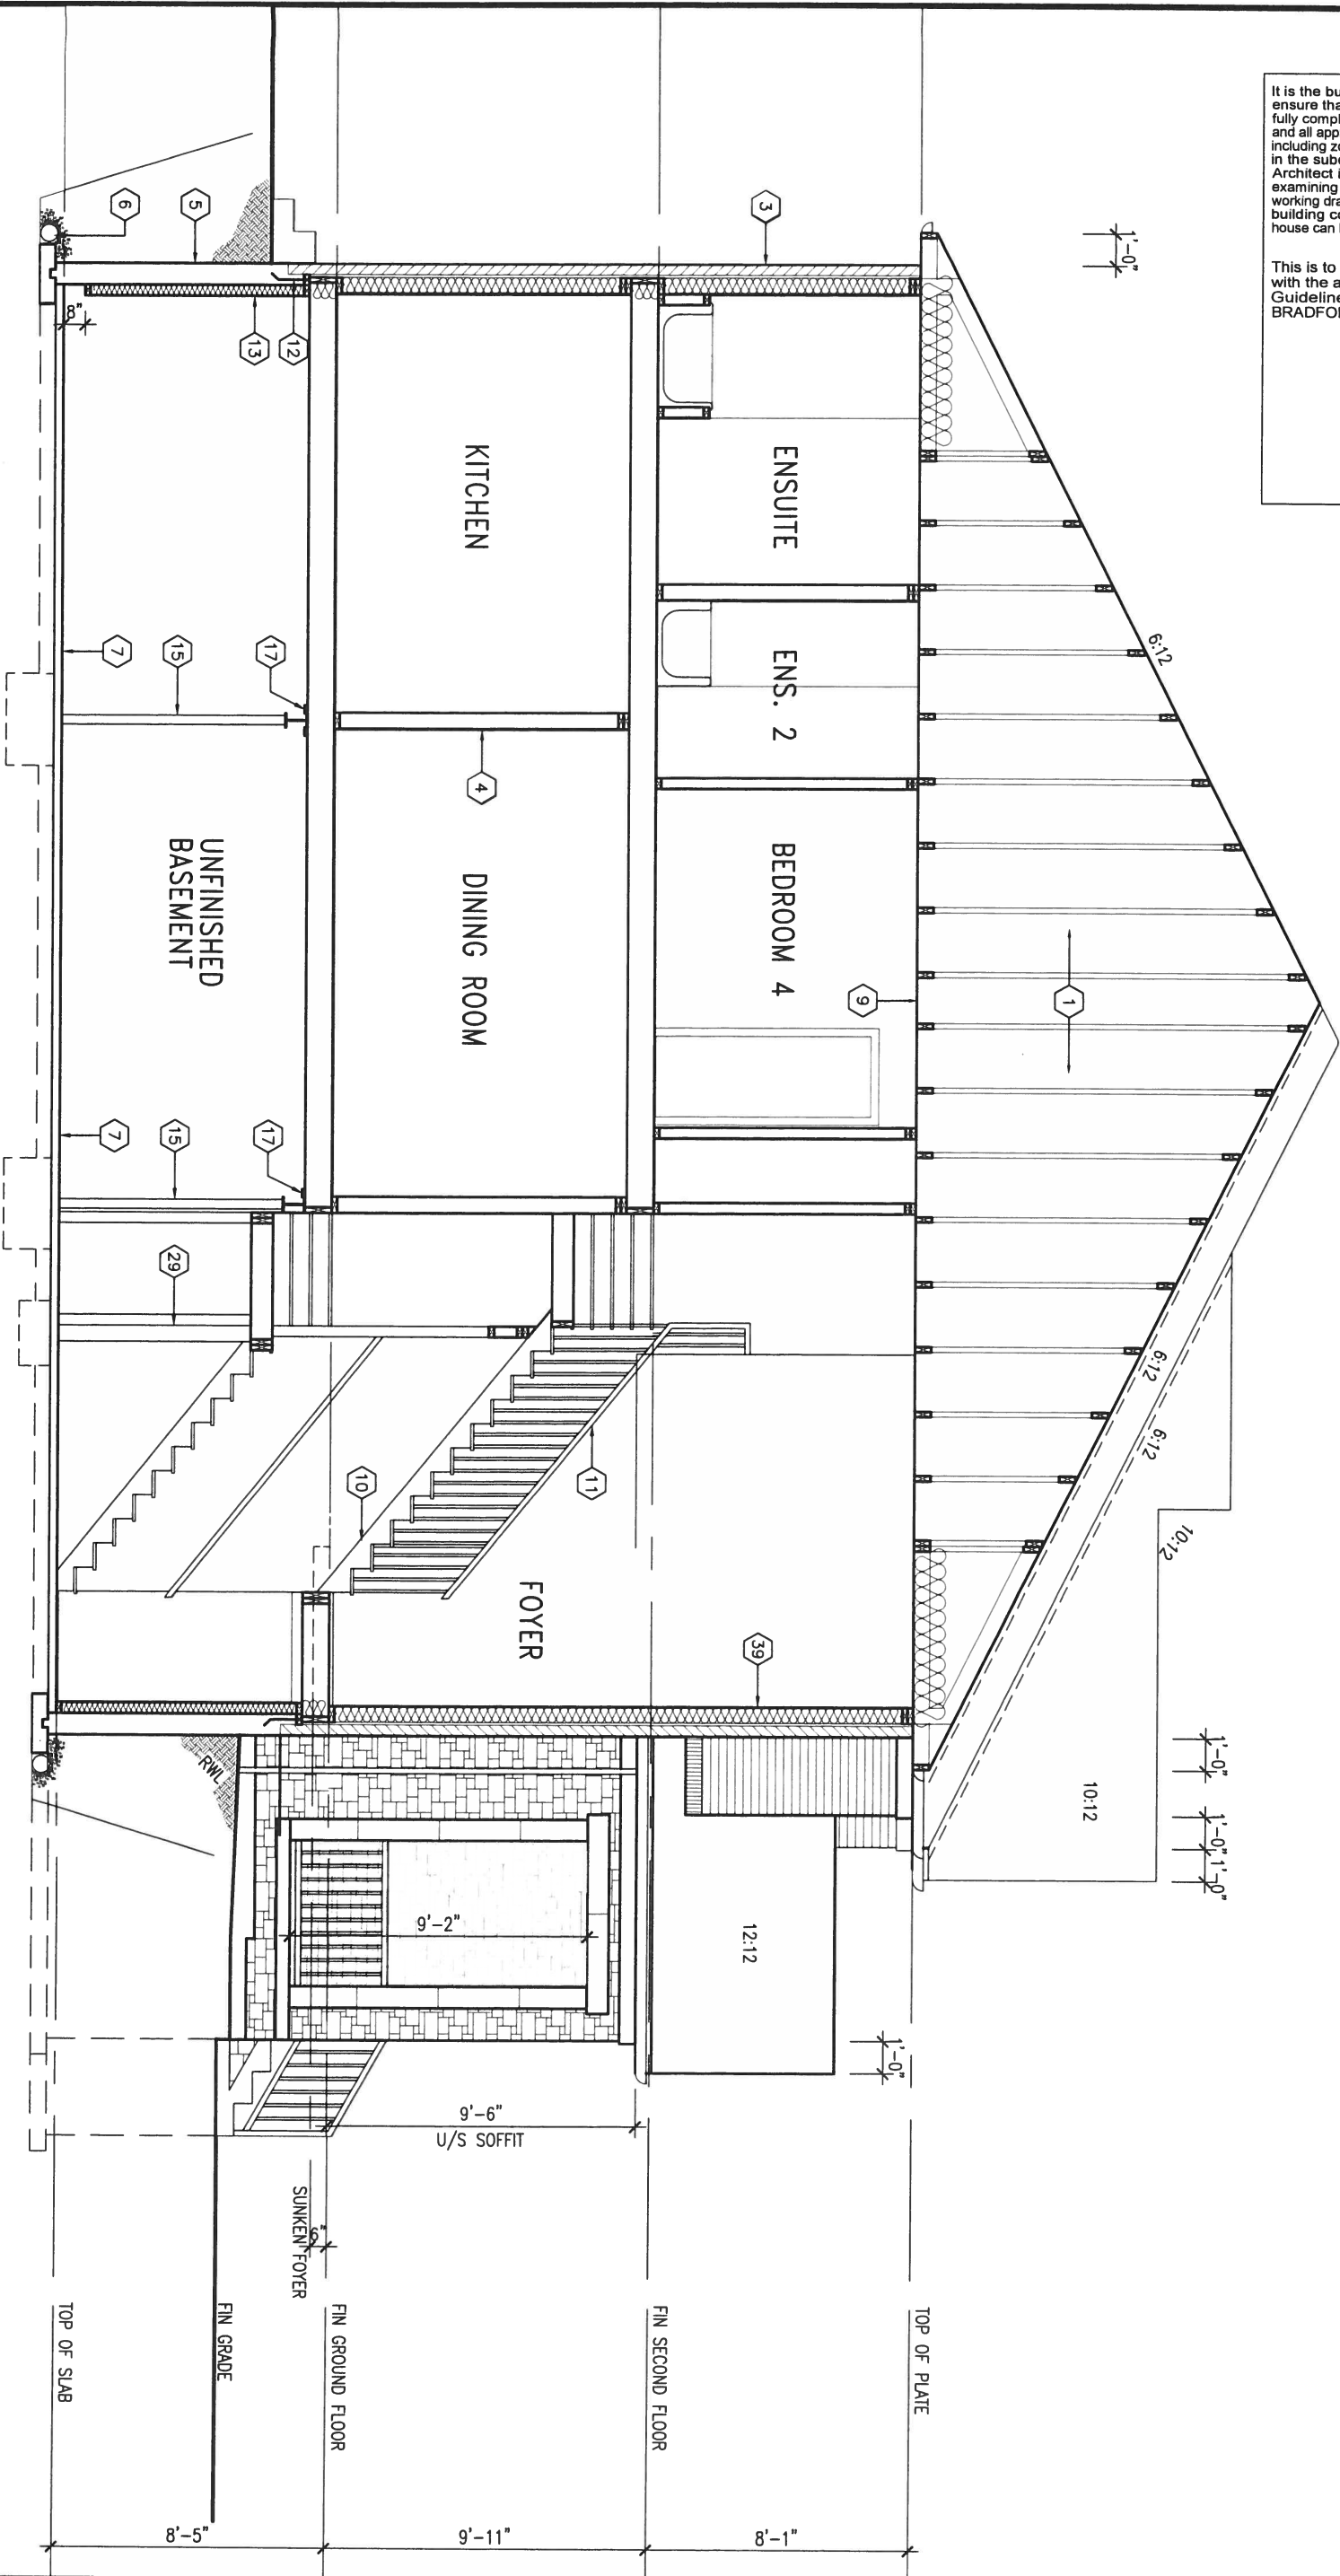 It is the bu
ensure tha
fully compl
and all app
including zo
in the subd
Architect i
examining
working dra
building co
house can
This is to
with the a
Guideline
BRADFO
1'-0"
3
5
6
8"
13
12
KITCHEN
ENSUITE
ENS. 2
6:12
7
15
17
4
UNFINISHED
BASEMENT
DINING ROOM
BEDROOM 4
9
1
7
15
17
29
10
11
FOYER
39
6:12
6:12
10:12
10:12
RWL
1'-0"
1'-0"
1'-0"
9'-2"
12:12
1'-0"
9'-6"
U/S SOFFIT
6"
SUNKEN FOYER
TOP OF SLAB
FIN GRADE
FIN GROUND FLOOR
FIN SECOND FLOOR
TOP OF PLATE
8'-5"
9'-11"
8'-1"